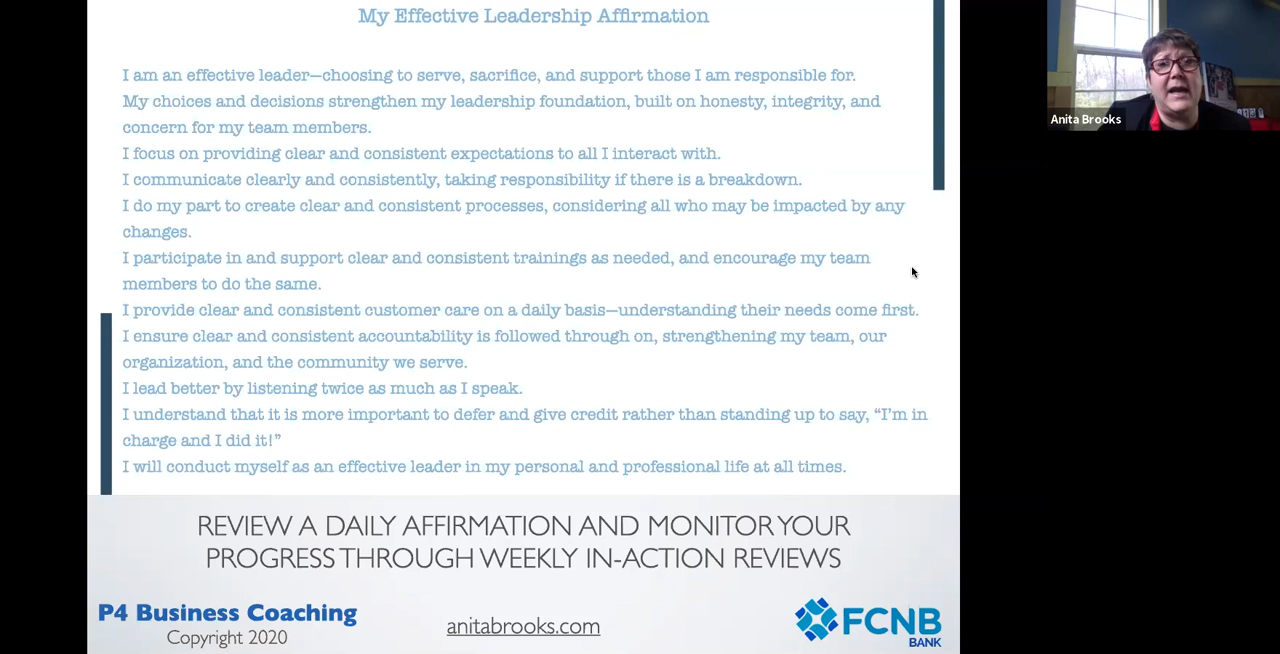 My Effective Leadership Affirmation
I am an effective leader—choosing to serve, sacrifice, and support those I am responsible for.
My choices and decisions strengthen my leadership foundation, built on honesty, integrity, and
concern for my team members.
I focus on providing clear and consistent expectations to all I interact with.
I communicate clearly and consistently, taking responsibility if there is a breakdown.
I do my part to create clear and consistent processes, considering all who may be impacted by any
changes.
I participate in and support clear and consistent trainings as needed, and encourage my team
members to do the same.
I provide clear and consistent customer care on a daily basis—understanding their needs come first.
I ensure clear and consistent accountability is followed through on, strengthening my team, our
organization, and the community we serve.
I lead better by listening twice as much as I speak.
I understand that it is more important to defer and give credit rather than standing up to say, “I’m in
charge and I did it!”
I will conduct myself as an effective leader in my personal and professional life at all times.
REVIEW A DAILY AFFIRMATION AND MONITOR YOUR
PROGRESS THROUGH WEEKLY IN-ACTION REVIEWS
P4 Business Coaching
Copyright 2020
anitabrooks.com
FCNB
BANK
Anita Brooks